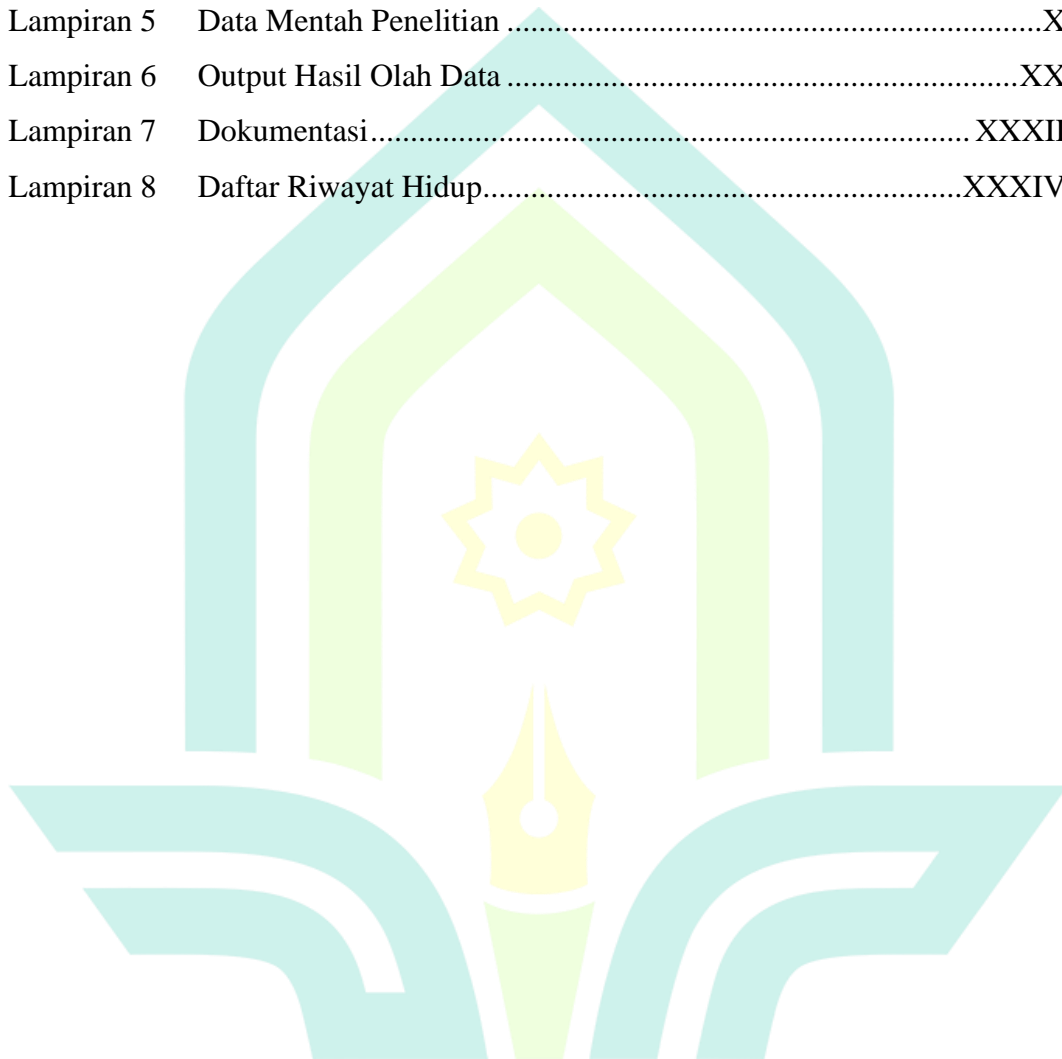 Lampiran 5 Data Mentah Penelitian ..................................................................X
Lampiran 6 Output Hasil Olah Data ...............................................................XX
Lampiran 7 Dokumentasi............................................................................ XXXII
Lampiran 8 Daftar Riwayat Hidup..........................................................XXXIV